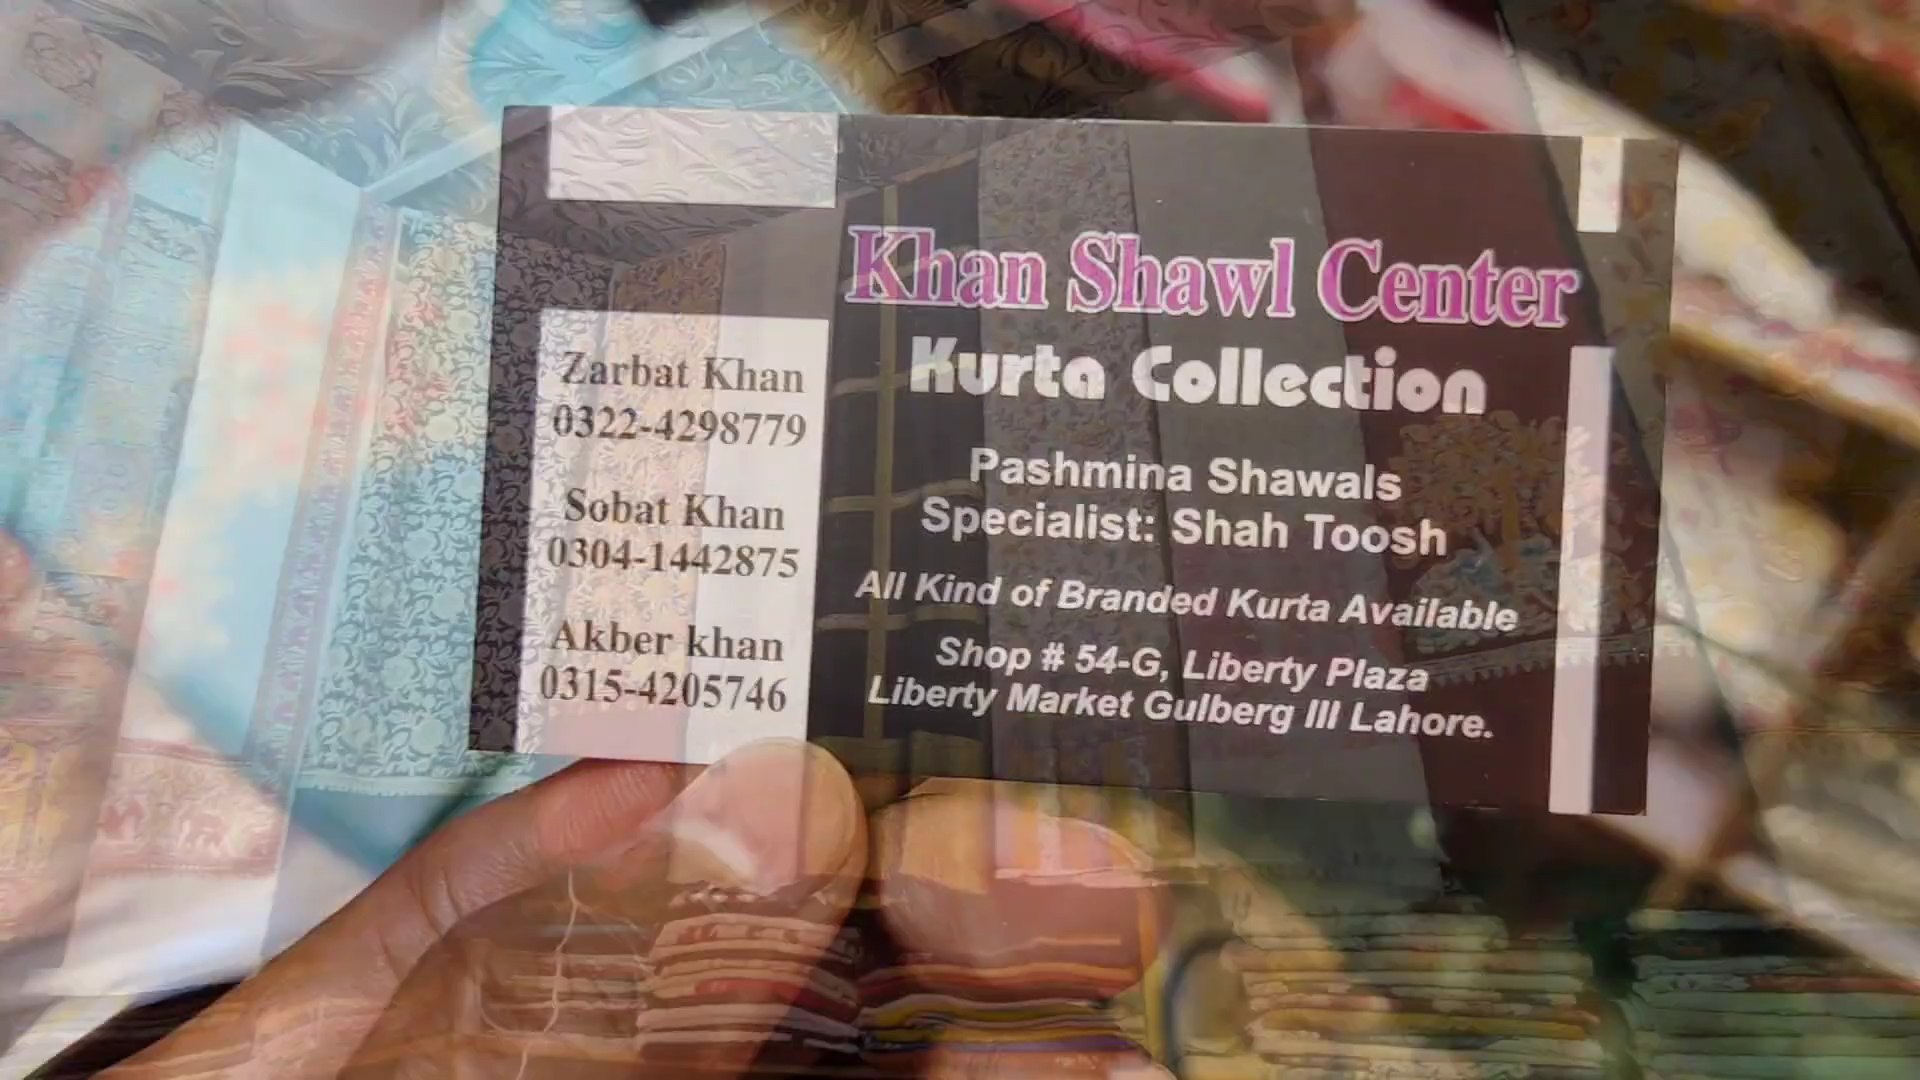 Khan Shawl Center
Kurta Collection
Pashmina Shawals
Specialist: Shah Toosh
All Kind of Branded Kurta Available
Shop # 54-G, Liberty Plaza
Liberty Market Gulberg III Lahore.
Zarbat Khan
0322-4298779
Sobat Khan
0304-1442875
Akber khan
0315-4205746